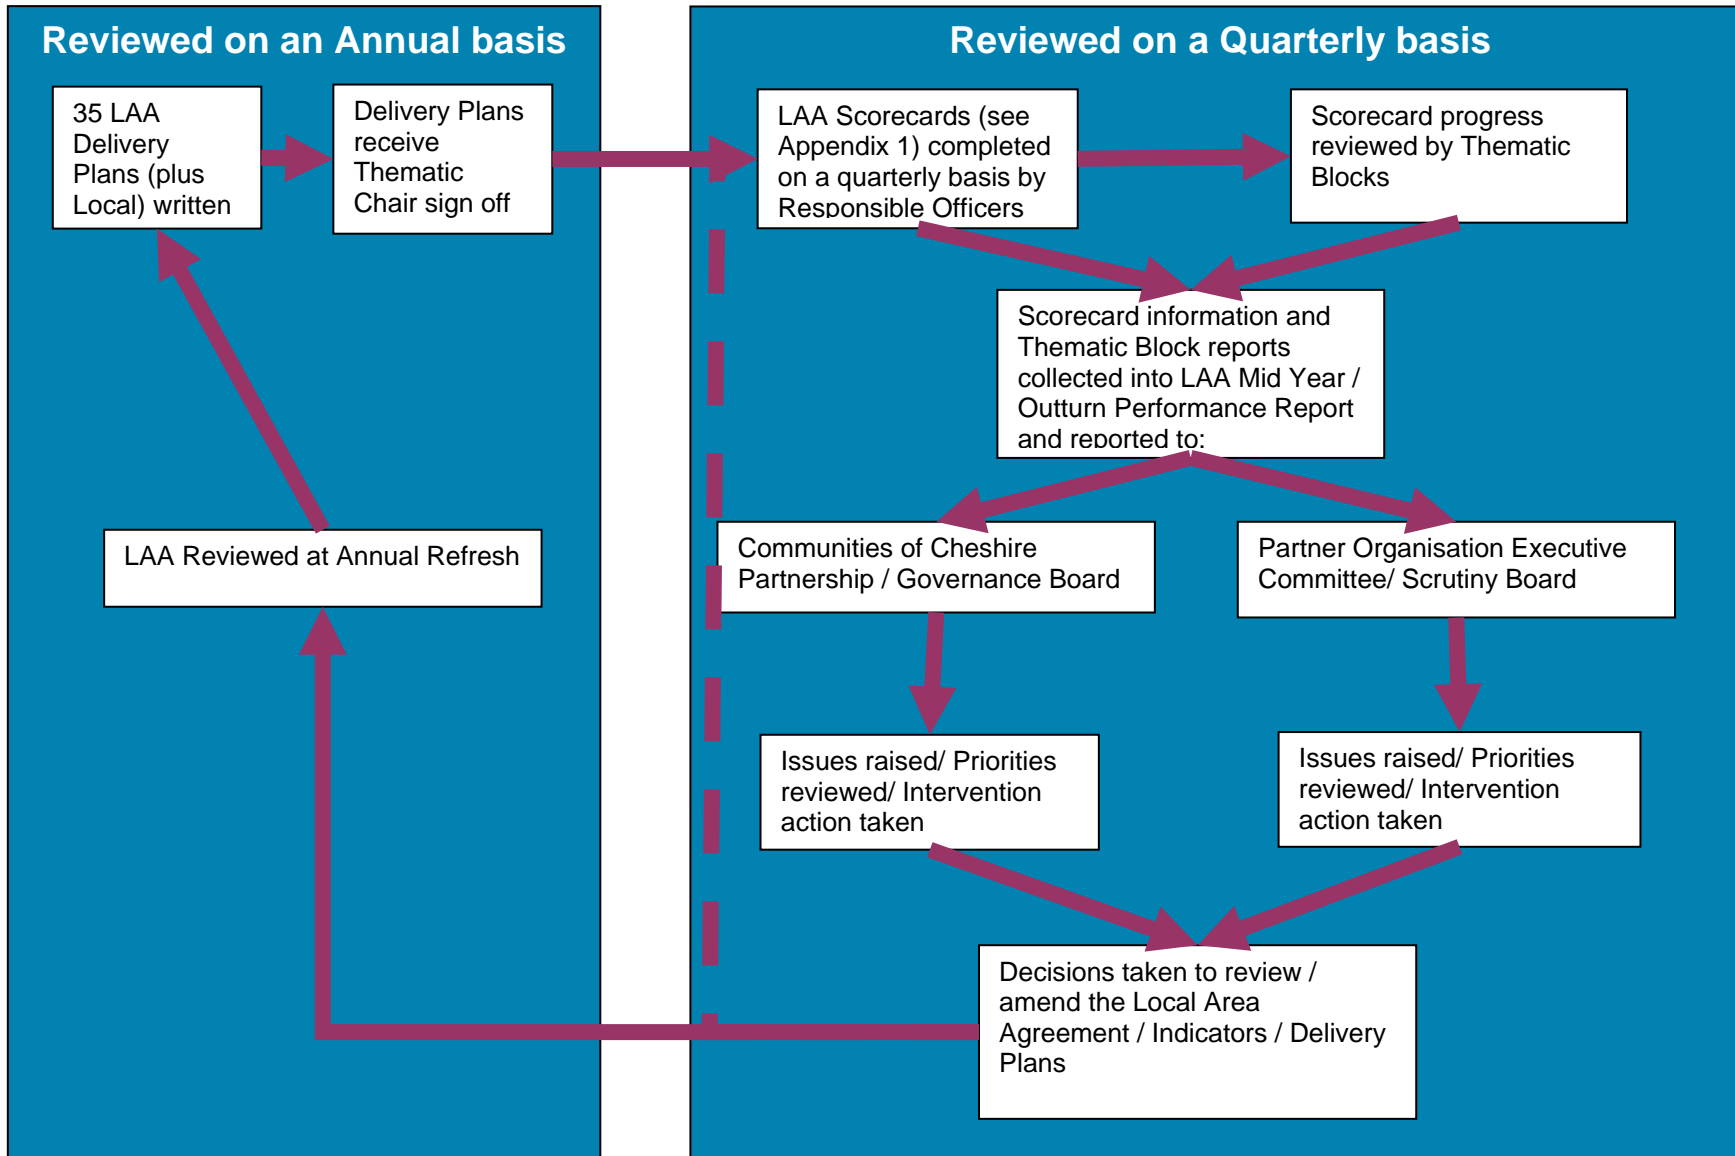 Reviewed on an Annual basis
35 LAA
Delivery
Plans (plus
Local) written
Delivery Plans
receive
Thematic
Chair sign off
LAA Reviewed at Annual Refresh
Reviewed on a Quarterly basis
LAA Scorecards (see
Appendix 1) completed
on a quarterly basis by
Responsible Officers
Scorecard progress
reviewed by Thematic
Blocks
Scorecard information and
Thematic Block reports
collected into LAA Mid Year /
Outturn Performance Report
and reported to:
Communities of Cheshire
Partnership / Governance Board
Partner Organisation Executive
Committee/ Scrutiny Board
Issues raised/ Priorities
reviewed/ Intervention
action taken
Issues raised/ Priorities
reviewed/ Intervention
action taken
Decisions taken to review /
amend the Local Area
Agreement / Indicators / Delivery
Plans